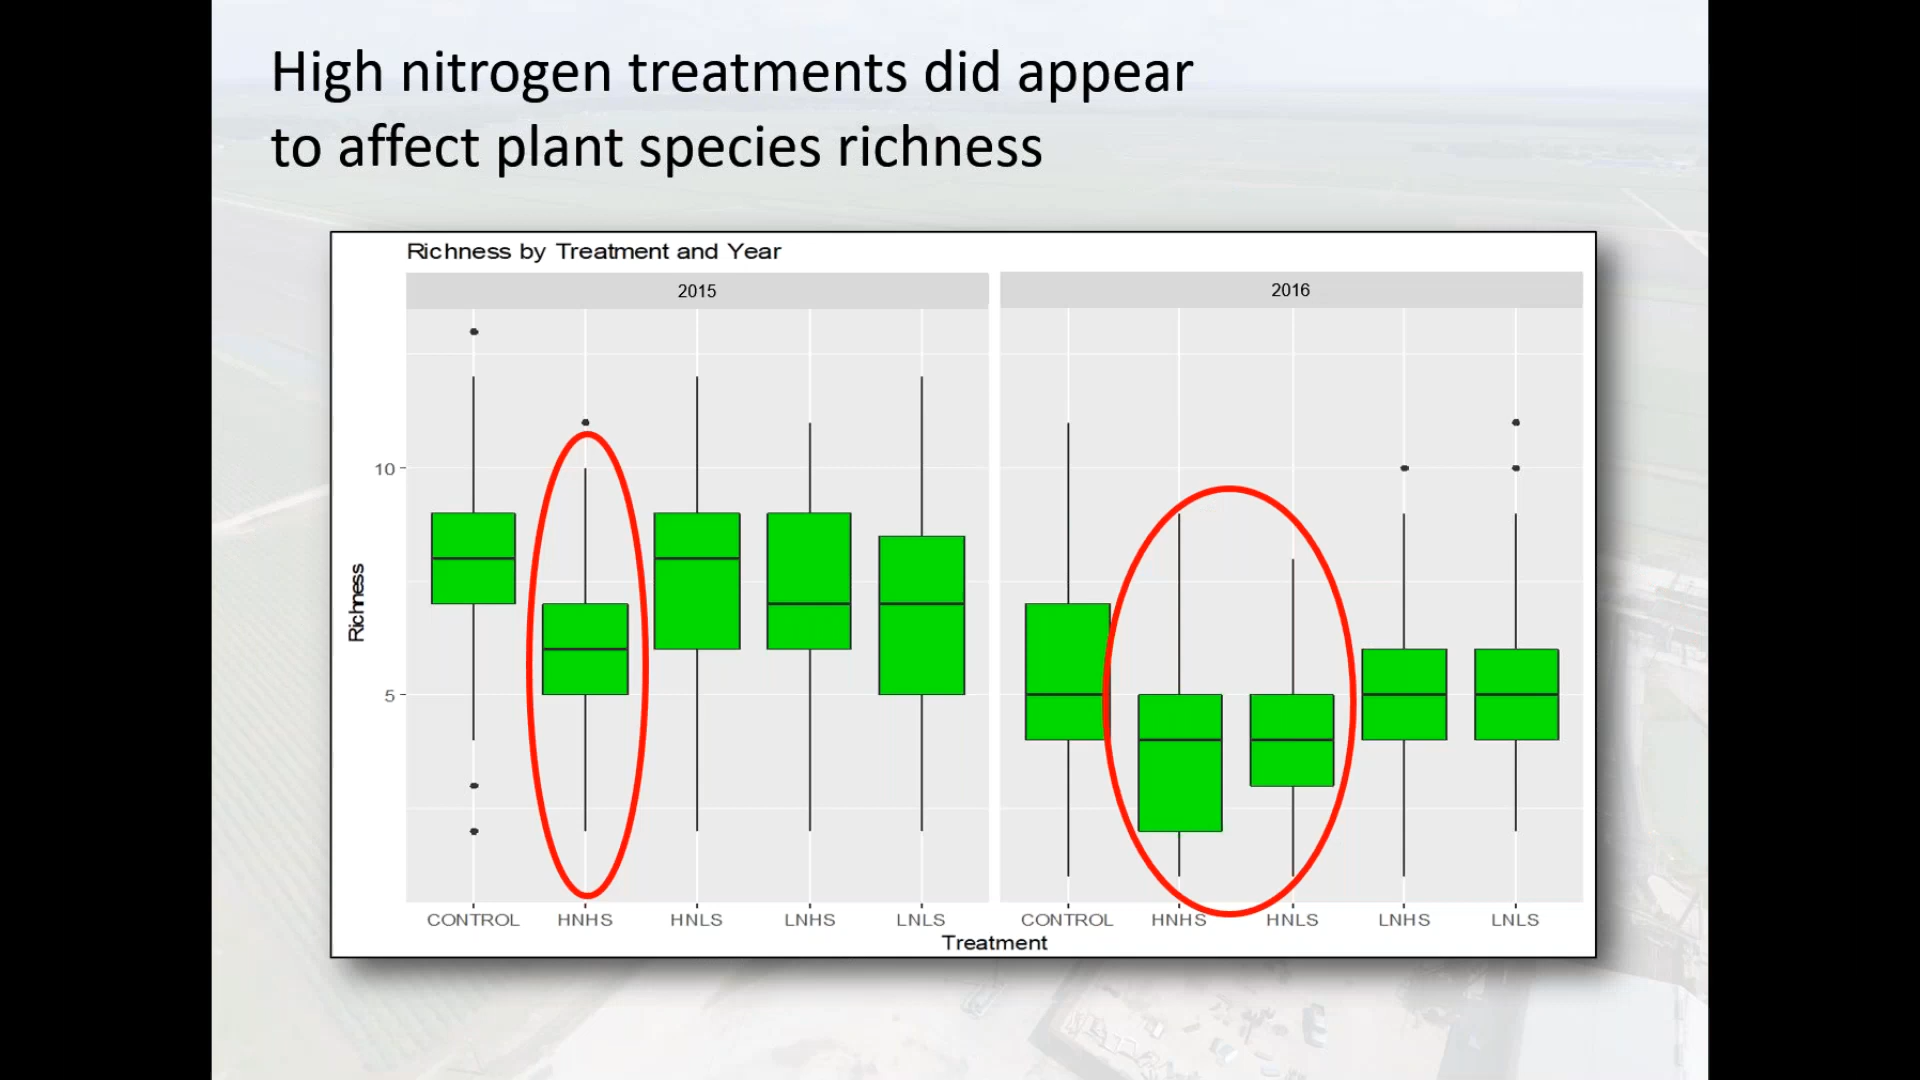 High nitrogen treatments did appear
to affect plant species richness
Richness by Treatment and Year
2015
2016
Richness
10
5
CONTROL HNHS HNLS LNHS LNLS
CONTROL HNHS HNLS LNHS LNLS
Treatment